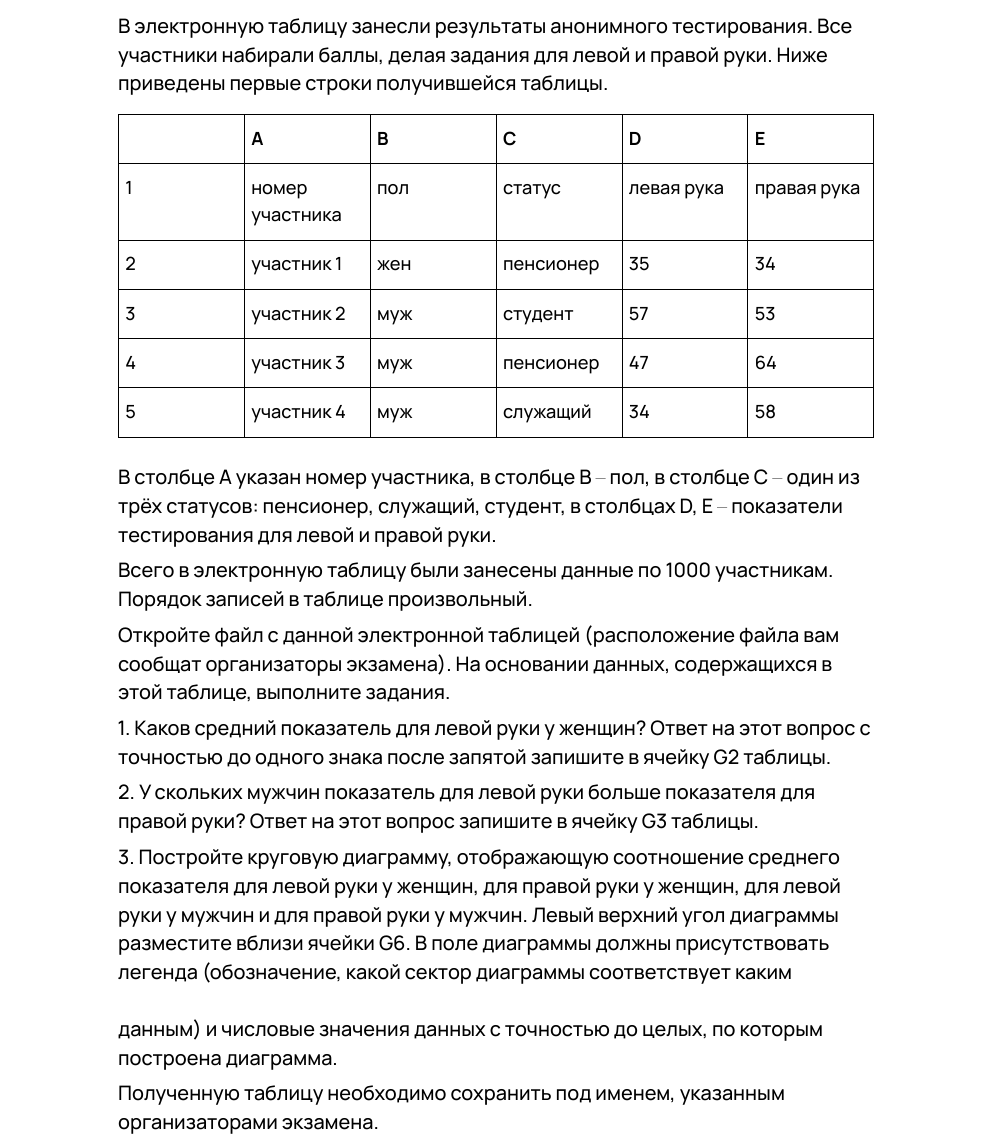 В электронную таблицу занесли результаты анонимного тестирования. Все
участники набирали баллы, делая задания для левой и правой руки. Ниже
приведены первые строки получившейся таблицы.
A B C D E
1 номер участника пол статус левая рука правая рука
2 участник 1 жен пенсионер 35 34
3 участник 2 муж студент 57 53
4 участник 3 муж пенсионер 47 64
5 участник 4 муж служащий 34 58
В столбце A указан номер участника, в столбце B – пол, в столбце C – один из
трёх статусов: пенсионер, служащий, студент, в столбцах D, E – показатели
тестирования для левой и правой руки.
Всего в электронную таблицу были занесены данные по 1000 участникам.
Порядок записей в таблице произвольный.
Откройте файл с данной электронной таблицей (расположение файла вам
сообщат организаторы экзамена). На основании данных, содержащихся в
этой таблице, выполните задания.
1. Каков средний показатель для левой руки у женщин? Ответ на этот вопрос с
точностью до одного знака после запятой запишите в ячейку G2 таблицы.
2. У скольких мужчин показатель для левой руки больше показателя для
правой руки? Ответ на этот вопрос запишите в ячейку G3 таблицы.
3. Постройте круговую диаграмму, отображающую соотношение среднего
показателя для левой руки у женщин, для правой руки у женщин, для левой
руки у мужчин и для правой руки у мужчин. Левый верхний угол диаграммы
разместите вблизи ячейки G6. В поле диаграммы должны присутствовать
легенда (обозначение, какой сектор диаграммы соответствует каким
данным) и числовые значения данных с точностью до целых, по которым
построена диаграмма.
Полученную таблицу необходимо сохранить под именем, указанным
организаторами экзамена.